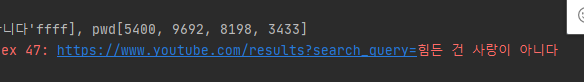 니다'ffff], pwd[5400, 9692, 8198, 3433]
ex 47: https://www.youtube.com/results?search_query=힘든 건 사랑이 아니다